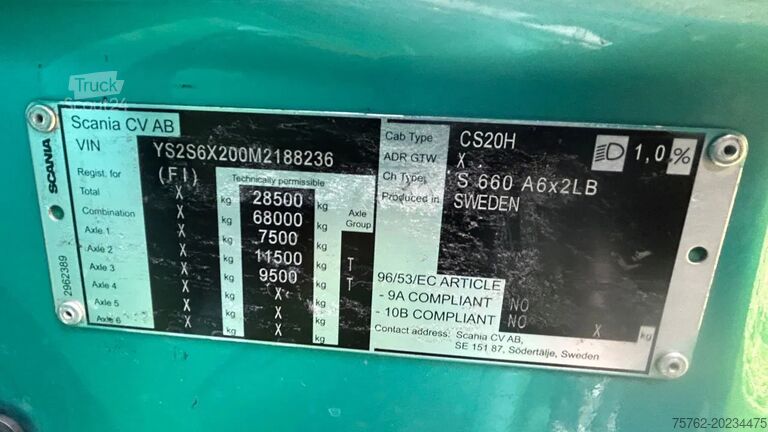 Truck
Scout24
Scania CV AB
VIN YS2S6X200M2188236
Regist. for (FI) Technically permissible
Total X kg 28500 kg
Combination X kg 68000 kg Axle Group
Axle 1 X kg 7500 kg
Axle 2 X kg 11500 kg T
Axle 3 X kg 9500 kg T
Axle 4 X kg X kg
Axle 5 X kg X kg
Axle 6 X kg X kg
SCANIA
2962389
Cab Type CS20H 1,0 %
ADR GTW X
Ch Type S 660 A6x2LB
Produced in SWEDEN
96/53/EC ARTICLE
- 9A COMPLIANT NO
- 10B COMPLIANT NO X kg
Contact address: Scania CV AB,
SE 151 87, Södertälje, Sweden
75762-20234475